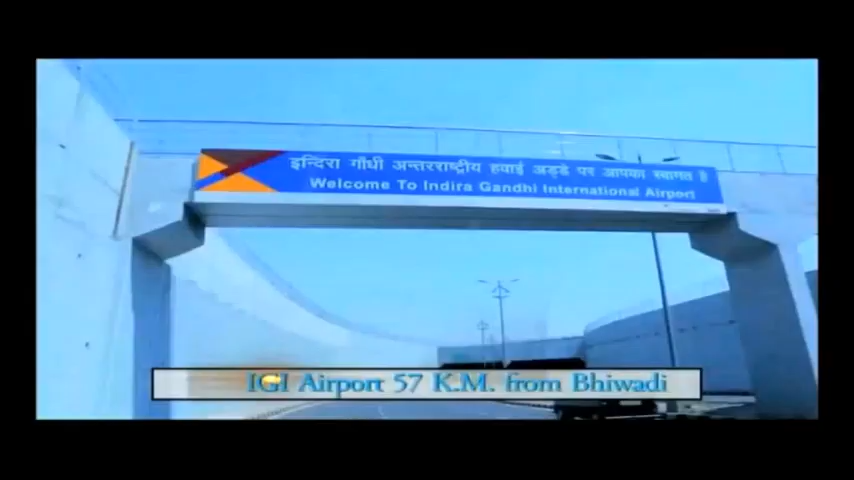 इन्दिरा गाँधी अन्तरराष्ट्रीय हवाई अड्डे पर आपका स्वागत है
Welcome To Indira Gandhi International Airport
IGI Airport 57 K.M. from Bhiwadi